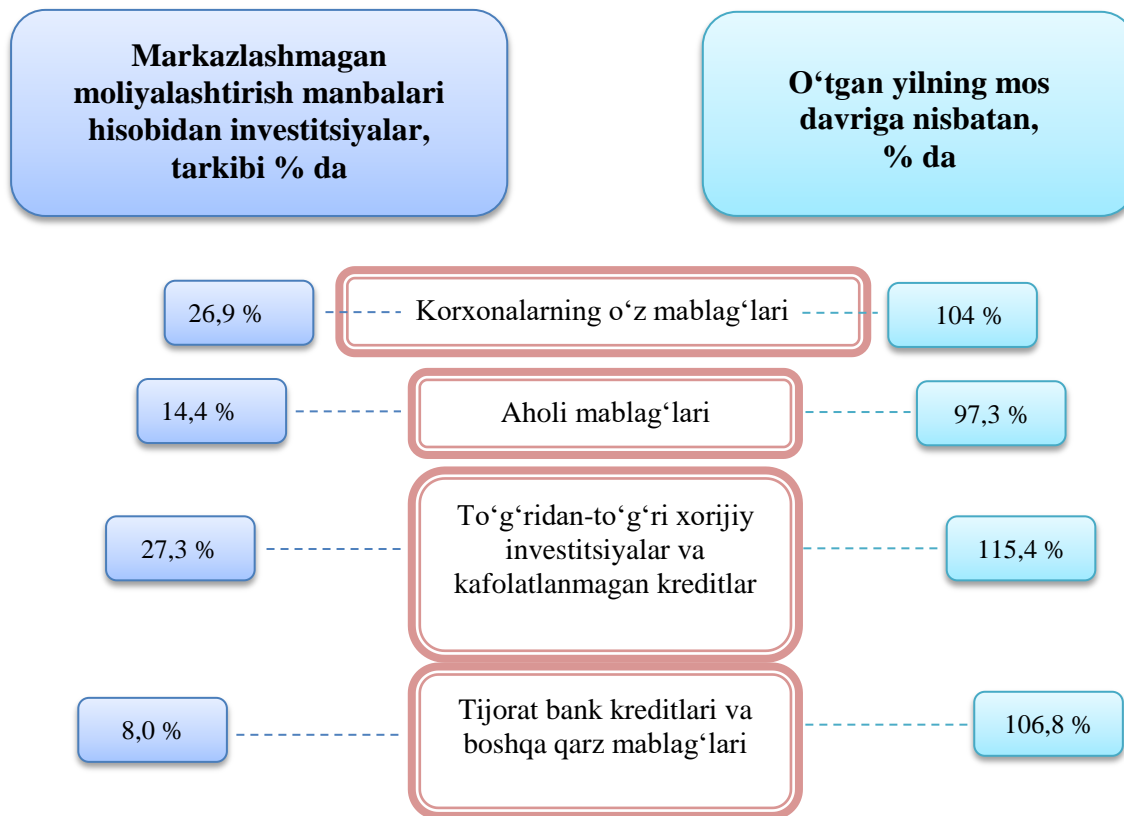 Markazlashmagan
moliyalashtirish manbalari
hisobidan investitsiyalar,
tarkibi % da
O‘tgan yilning mos
davriga nisbatan,
% da
26,9 %
Korxonalarning o‘z mablag‘lari
104 %
14,4 %
Aholi mablag‘lari
97,3 %
27,3 %
To‘g‘ridan-to‘g‘ri xorijiy
investitsiyalar va
kafolatlanmagan kreditlar
115,4 %
8,0 %
Tijorat bank kreditlari va
boshqa qarz mablag‘lari
106,8 %